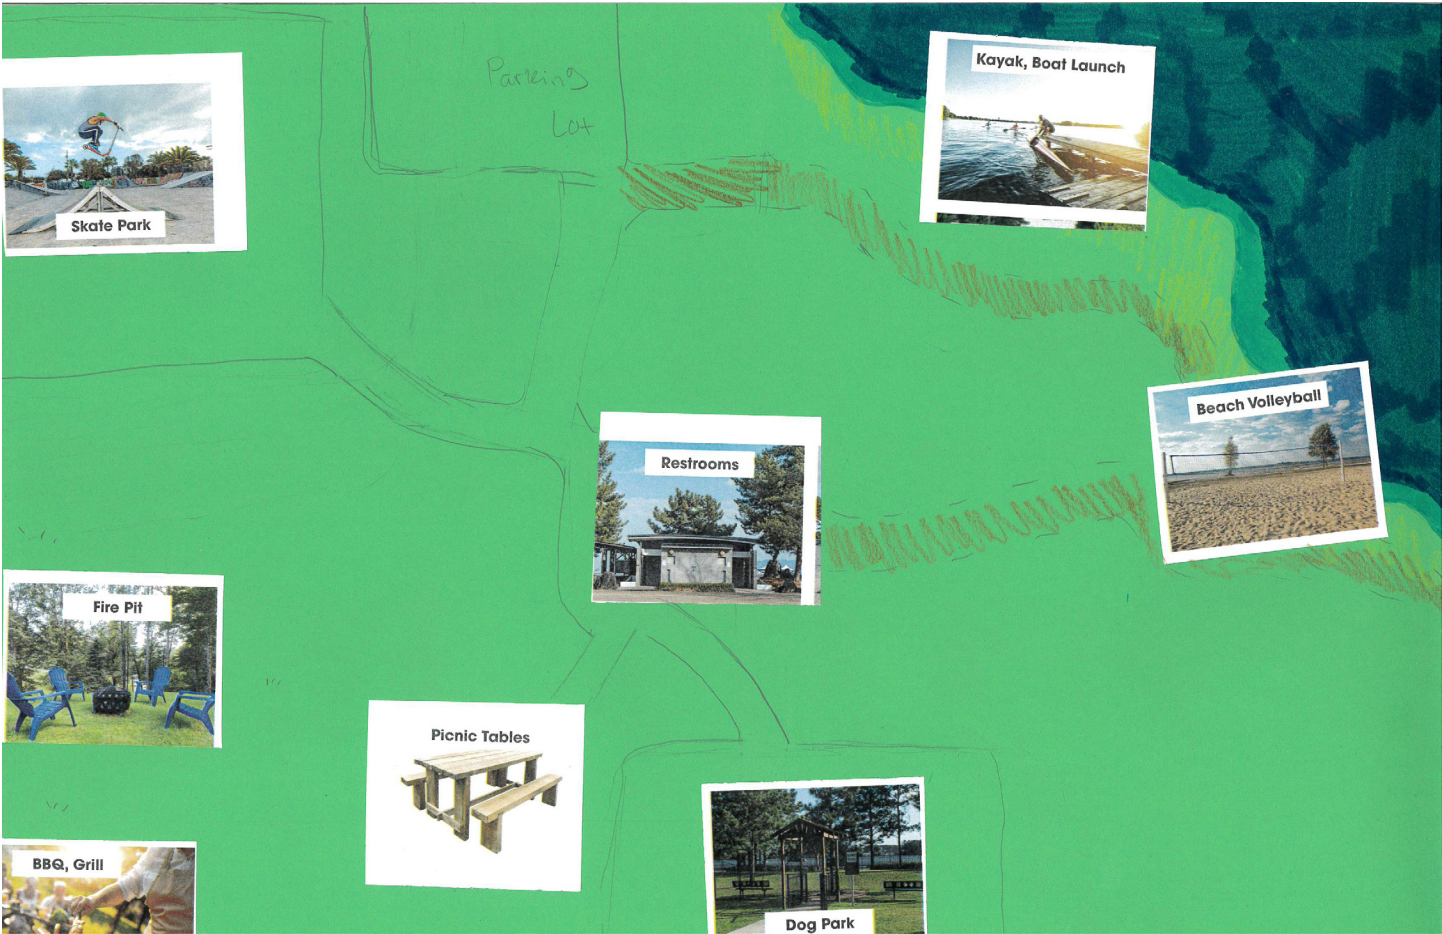 Parking
Lot
Kayak, Boat Launch
Skate Park
Beach Volleyball
Restrooms
Fire Pit
Picnic Tables
BBQ, Grill
Dog Park